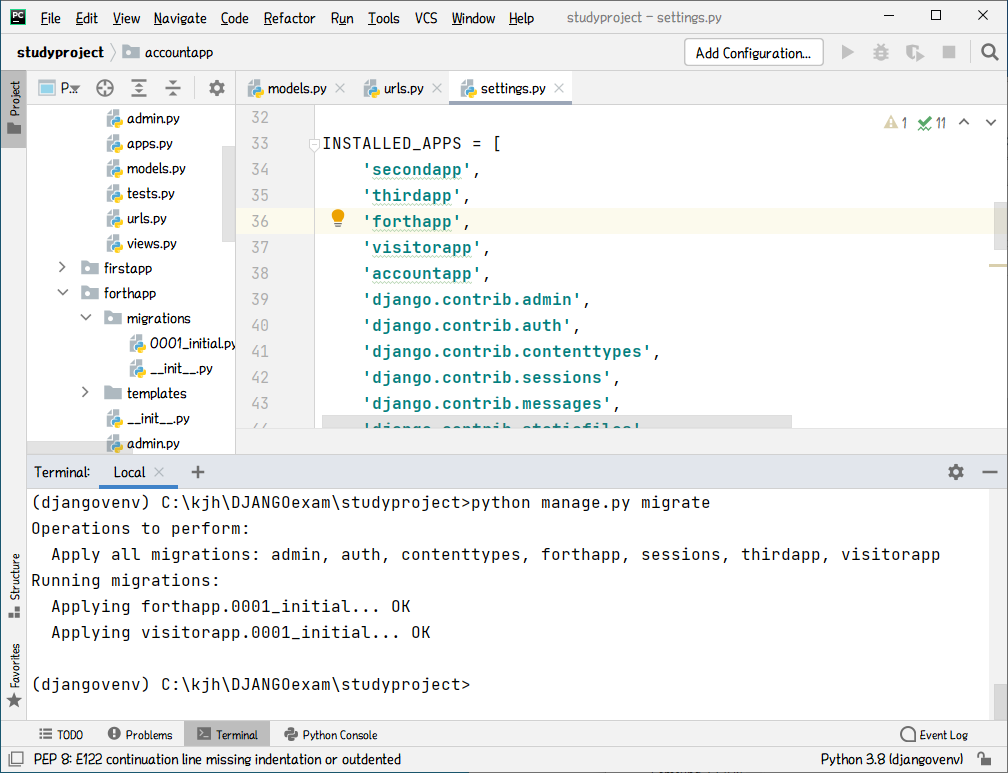 PC File Edit View Navigate Code Refactor Run Tools VCS Window Help studyproject - settings.py
studyproject accountapp Add Configuration...
Project P... models.py urls.py settings.py
admin.py
apps.py
models.py
tests.py
urls.py
views.py
firstapp
forthapp
migrations
0001_initial.py
__init__.py
templates
__init__.py
admin.py
1 11
32
33 INSTALLED_APPS = [
34 'secondapp',
35 'thirdapp',
36 'forthapp',
37 'visitorapp',
38 'accountapp',
39 'django.contrib.admin',
40 'django.contrib.auth',
41 'django.contrib.contenttypes',
42 'django.contrib.sessions',
43 'django.contrib.messages',
44 'django.contrib.staticfiles'
Terminal: Local
(djangovenv) C:\kjh\DJANGOexam\studyproject>python manage.py migrate
Operations to perform:
Apply all migrations: admin, auth, contenttypes, forthapp, sessions, thirdapp, visitorapp
Running migrations:
Applying forthapp.0001_initial... OK
Applying visitorapp.0001_initial... OK
(djangovenv) C:\kjh\DJANGOexam\studyproject>
Structure
Favorites
TODO Problems Terminal Python Console Event Log
PEP 8: E122 continuation line missing indentation or outdented Python 3.8 (djangovenv)